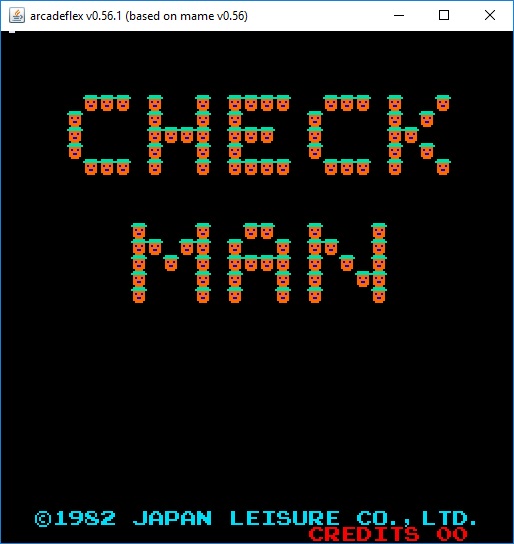 arcadeflex v0.56.1 (based on mame v0.56)
CHECK
MAN
©1982 JAPAN LEISURE CO., LTD.
CREDITS 00